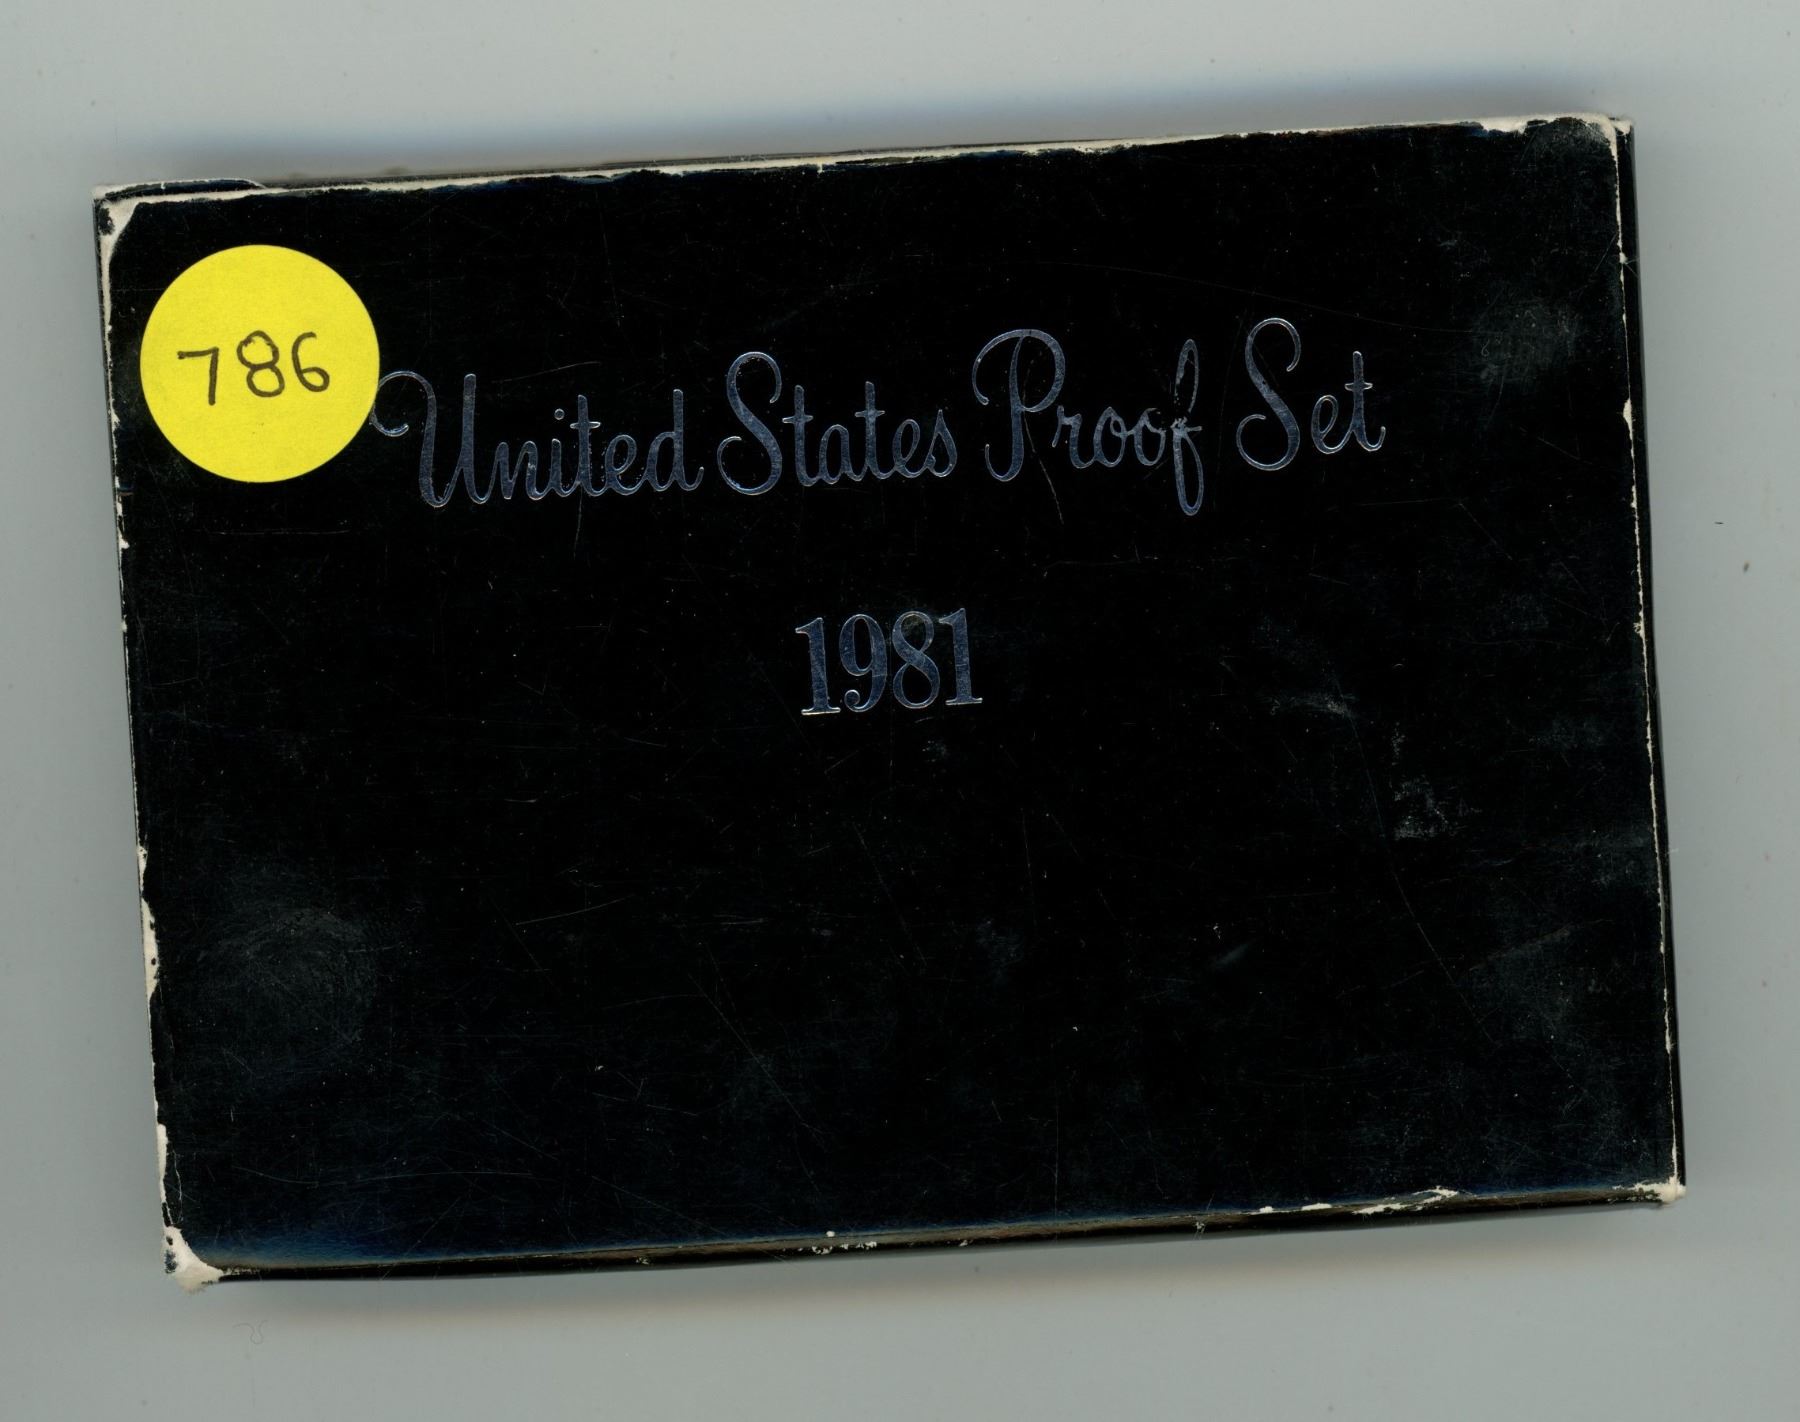 786
United States Proof Set
1981